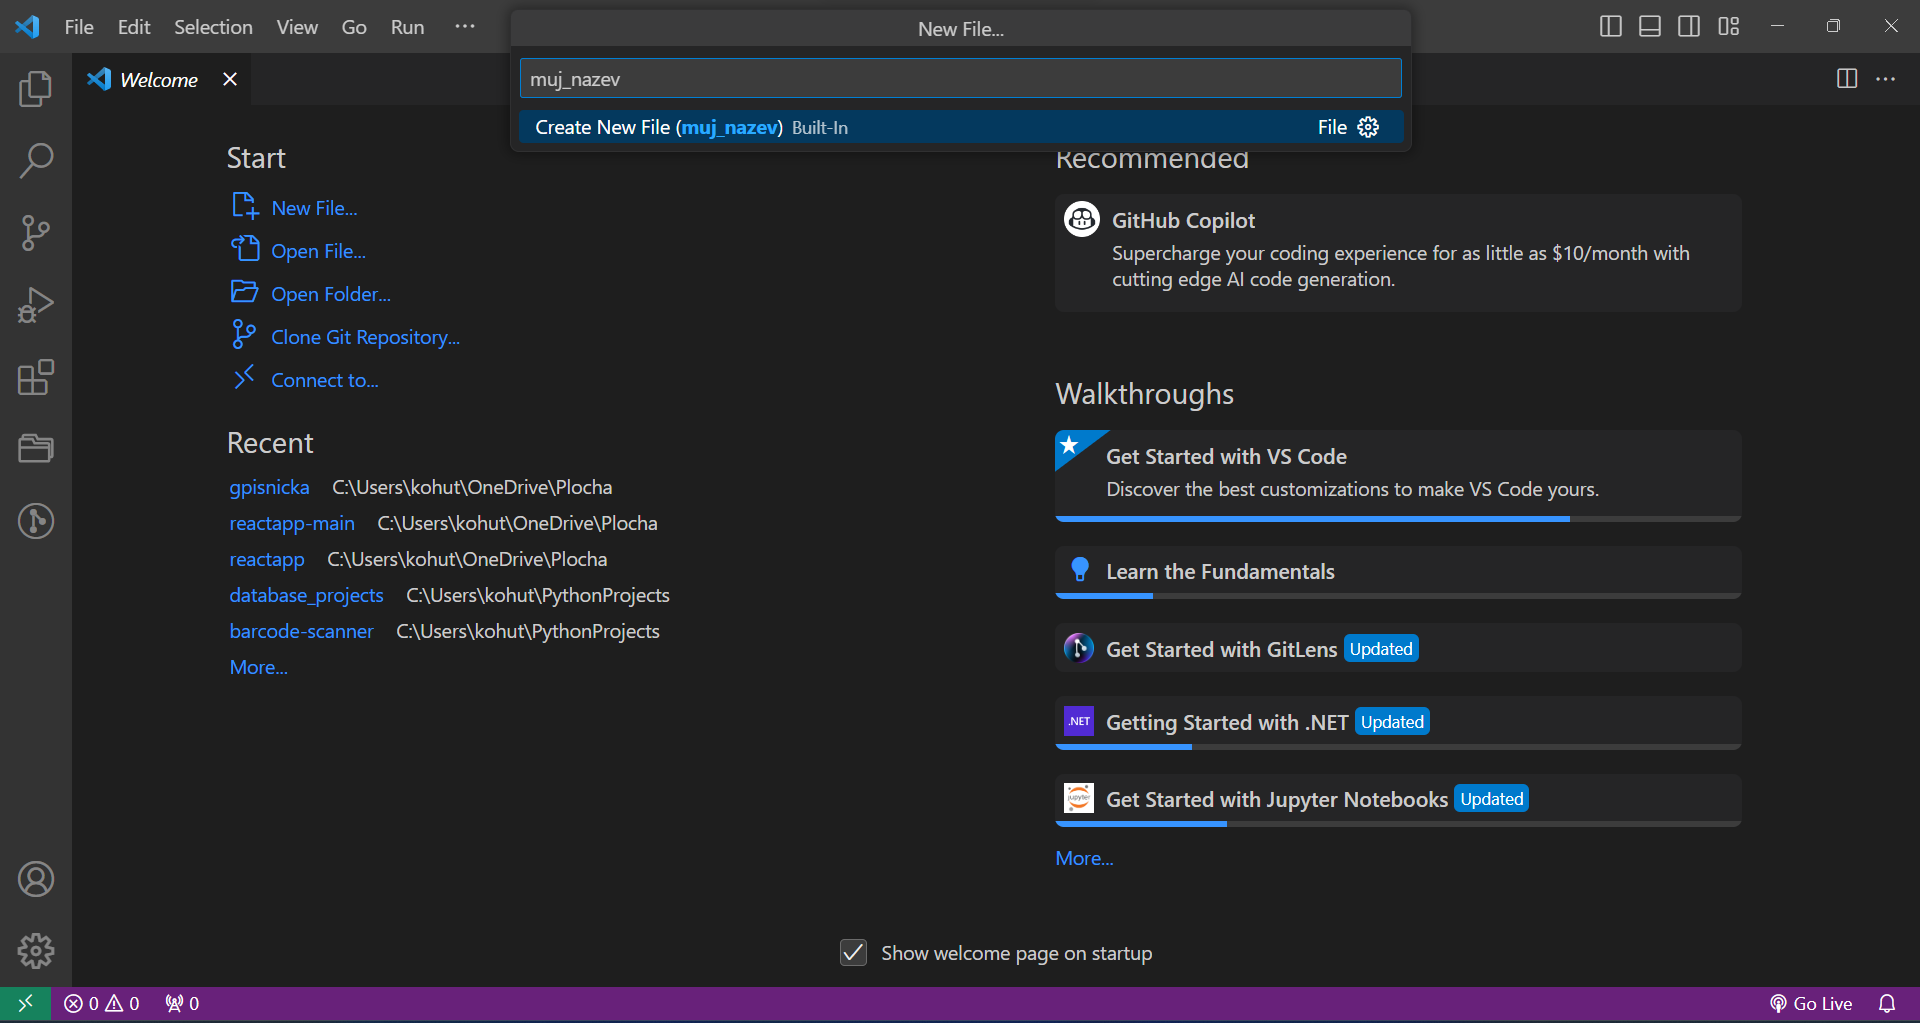 File Edit Selection View Go Run ···
New File...
Welcome
muj_nazev
Create New File (muj_nazev) Built-In File
Start
New File...
Open File...
Open Folder...
Clone Git Repository...
Connect to...
Recent
gpisnicka C:\Users\kohut\OneDrive\Plocha
reactapp-main C:\Users\kohut\OneDrive\Plocha
reactapp C:\Users\kohut\OneDrive\Plocha
database_projects C:\Users\kohut\PythonProjects
barcode-scanner C:\Users\kohut\PythonProjects
More...
Recommended
GitHub Copilot
Supercharge your coding experience for as little as $10/month with
cutting edge AI code generation.
Walkthroughs
Get Started with VS Code
Discover the best customizations to make VS Code yours.
Learn the Fundamentals
Get Started with GitLens Updated
.NET Getting Started with .NET Updated
jupyter Get Started with Jupyter Notebooks Updated
More...
Show welcome page on startup
0 0 0 Go Live